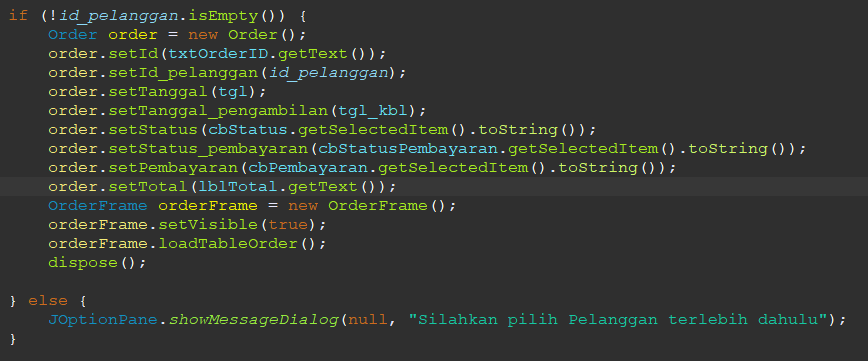 if (!id_pelanggan.isEmpty()) {
    Order order = new Order();
    order.setId(txtOrderID.getText());
    order.setId_pelanggan(id_pelanggan);
    order.setTanggal(tgl);
    order.setTanggal_pengambilan(tgl_kbl);
    order.setStatus(cbStatus.getSelectedItem().toString());
    order.setStatus_pembayaran(cbStatusPembayaran.getSelectedItem().toString());
    order.setPembayaran(cbPembayaran.getSelectedItem().toString());
    order.setTotal(lblTotal.getText());
    OrderFrame orderFrame = new OrderFrame();
    orderFrame.setVisible(true);
    orderFrame.loadTableOrder();
    dispose();

} else {
    JOptionPane.showMessageDialog(null, "Silahkan pilih Pelanggan terlebih dahulu");
}